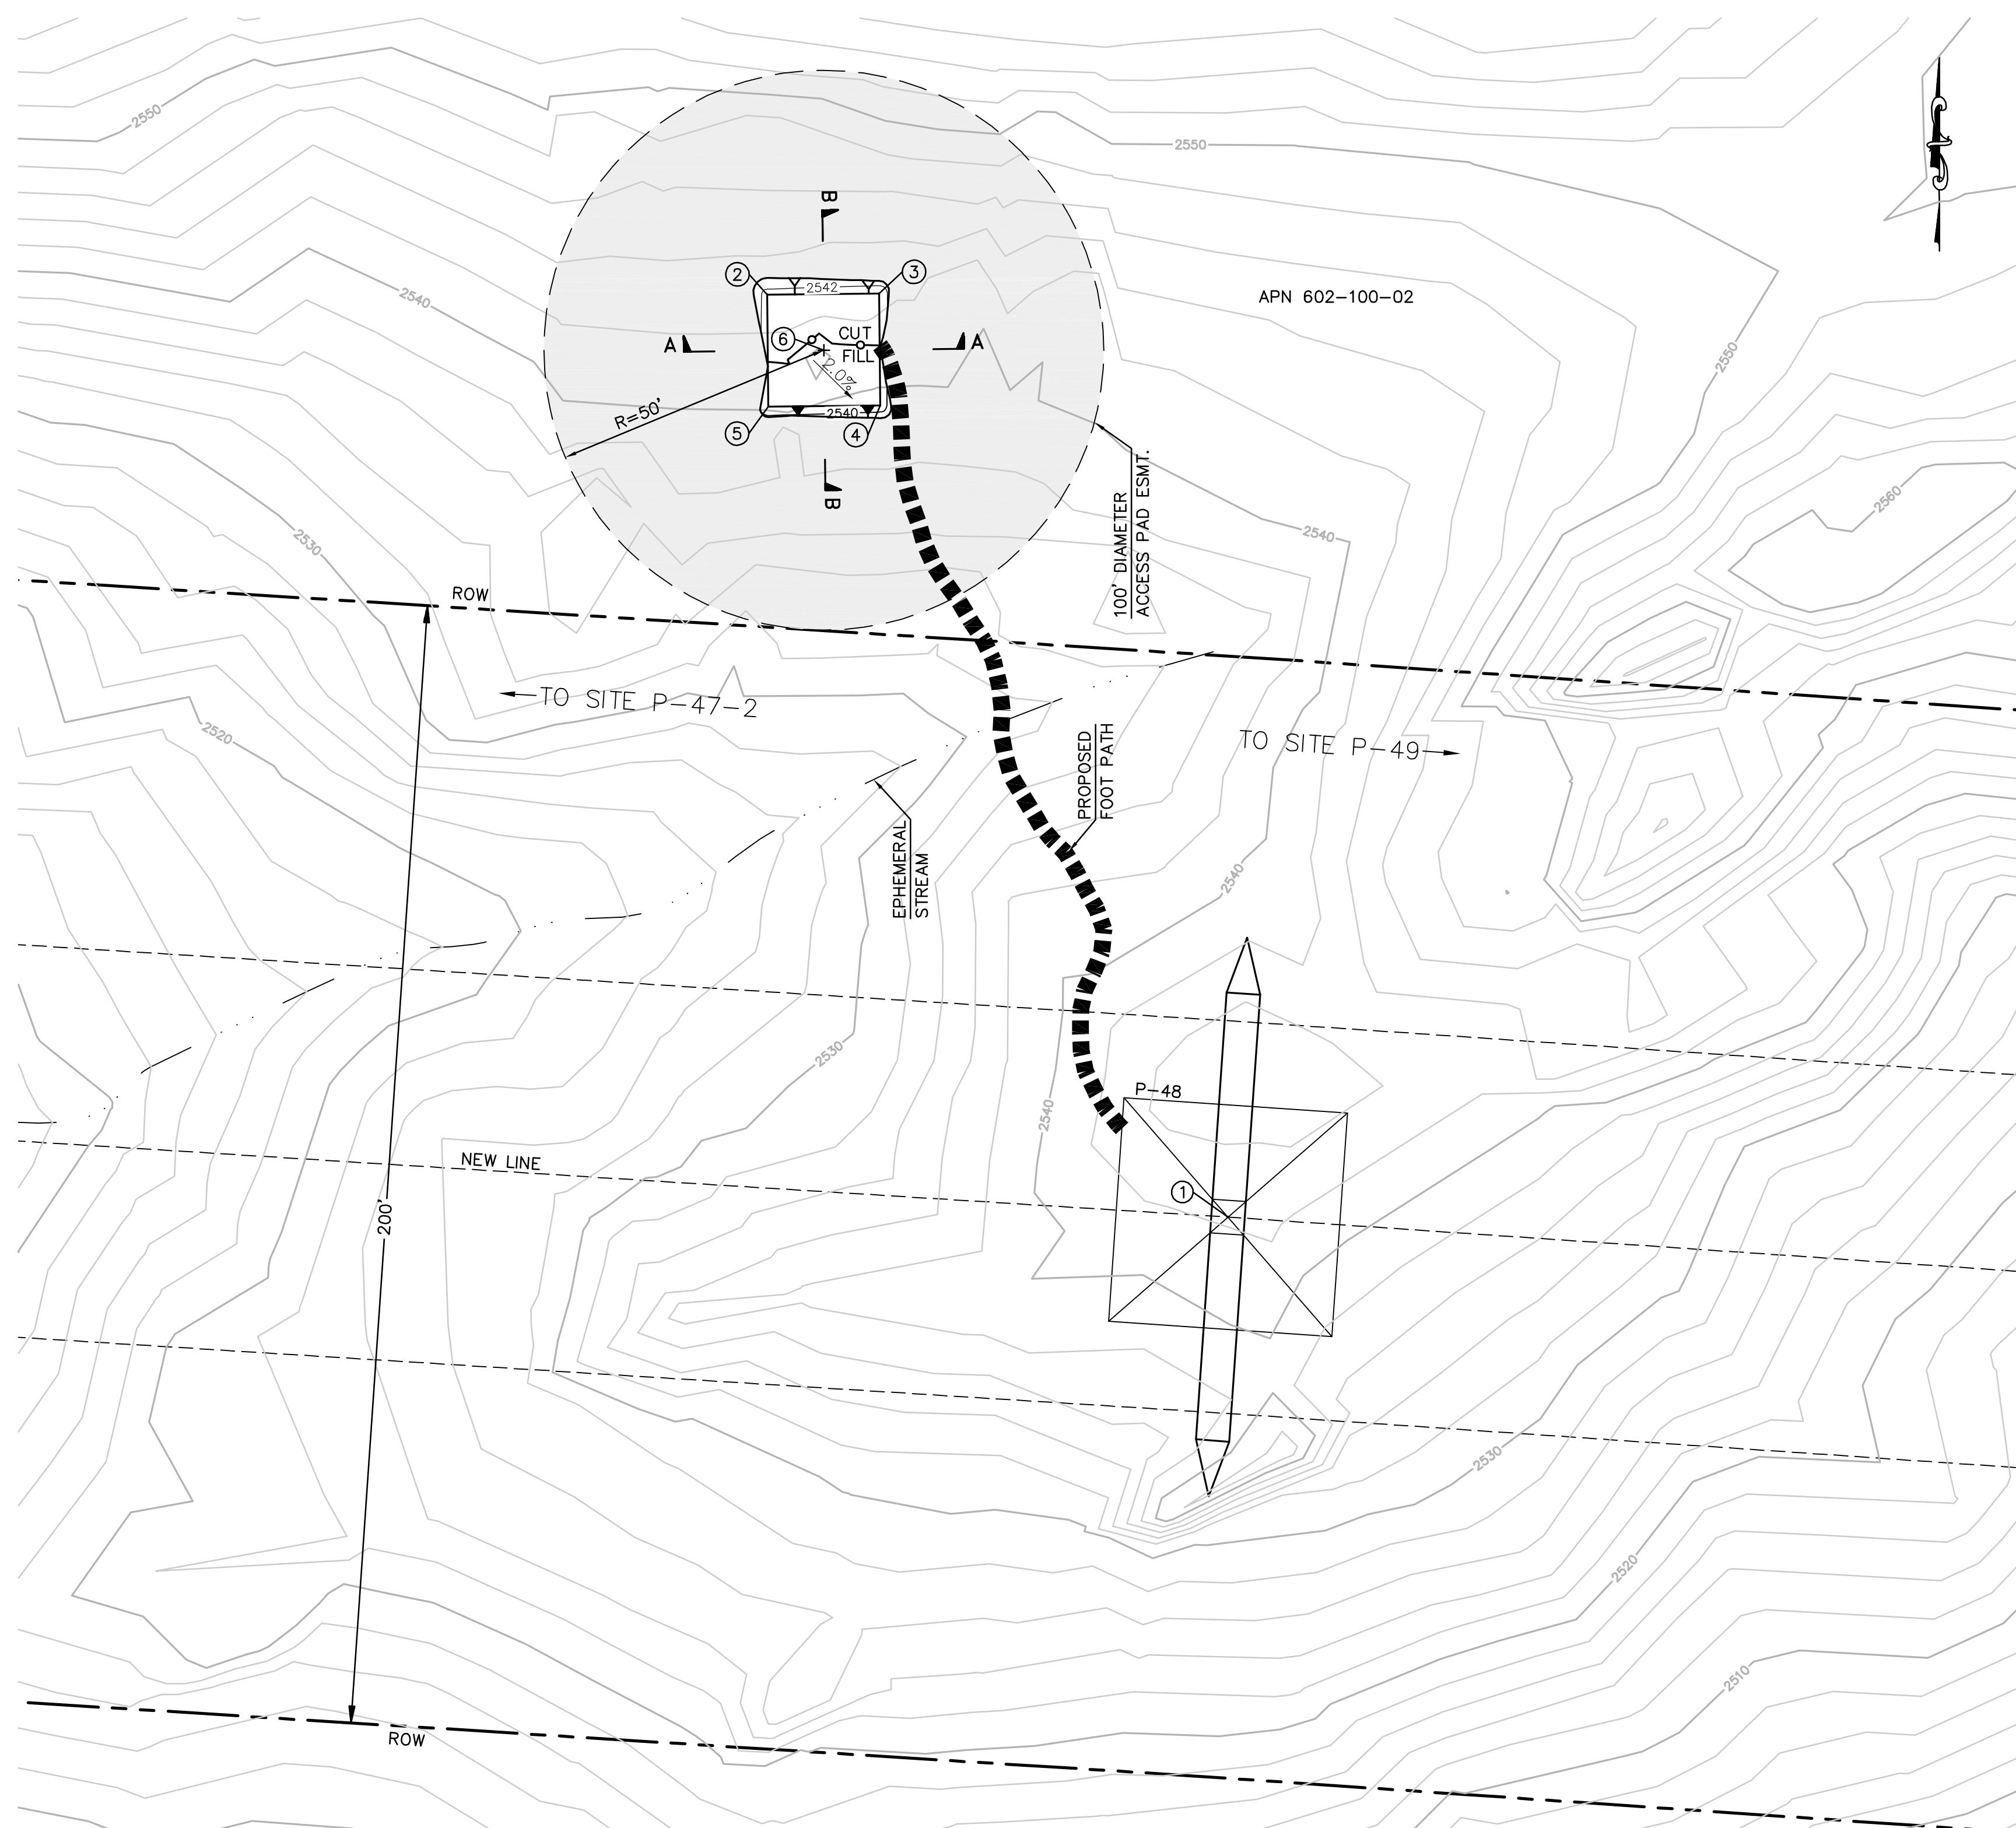 2550
2550
B
2
3
2542
2540
APN 602-100-02
6
CUT
A
A
FILL
2.0%
2550
R=50'
2540
5
4
2560
B
100' DIAMETER
ACCESS PAD ESMT.
2530
2540
ROW
TO SITE P-47-2
2520
TO SITE P-49
PROPOSED
FOOT PATH
EPHEMERAL
STREAM
2540
2530
P-48
2540
NEW LINE
1
200'
2530
2520
2510
ROW